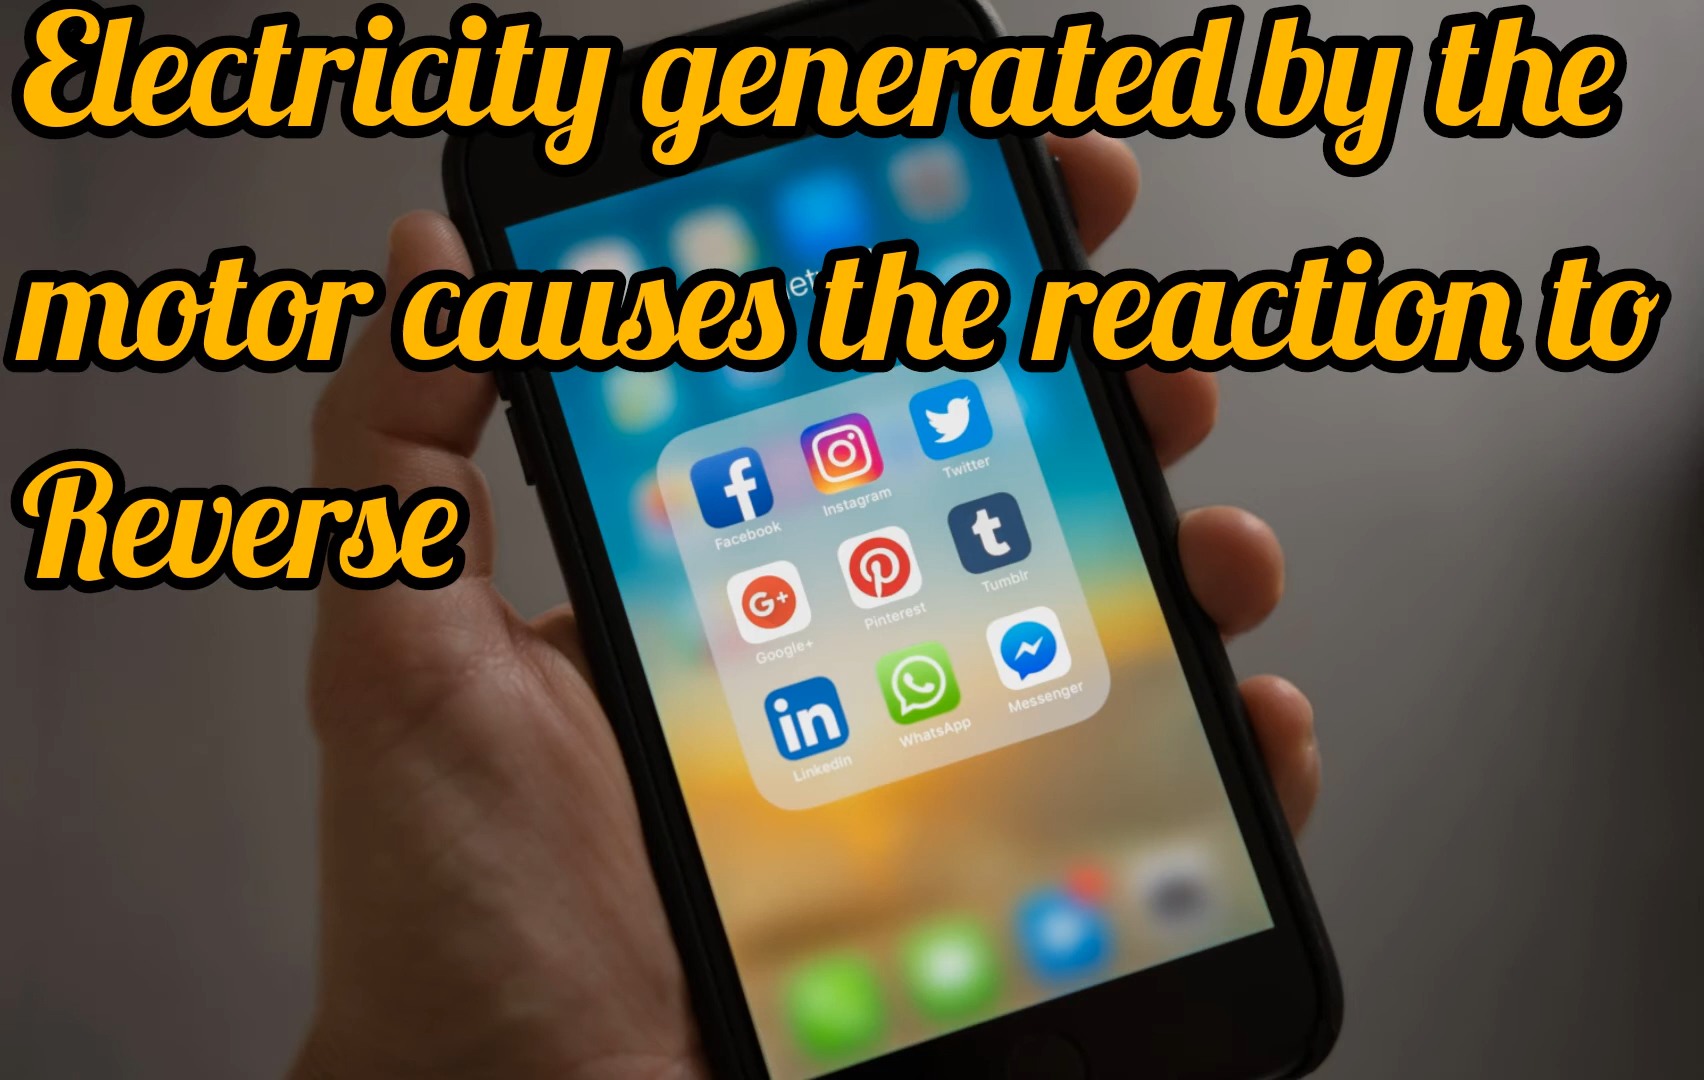 Electricity generated by the
motor causes the reaction to
Reverse
Facebook
Instagram
Twitter
Google+
Pinterest
Tumblr
LinkedIn
WhatsApp
Messenger